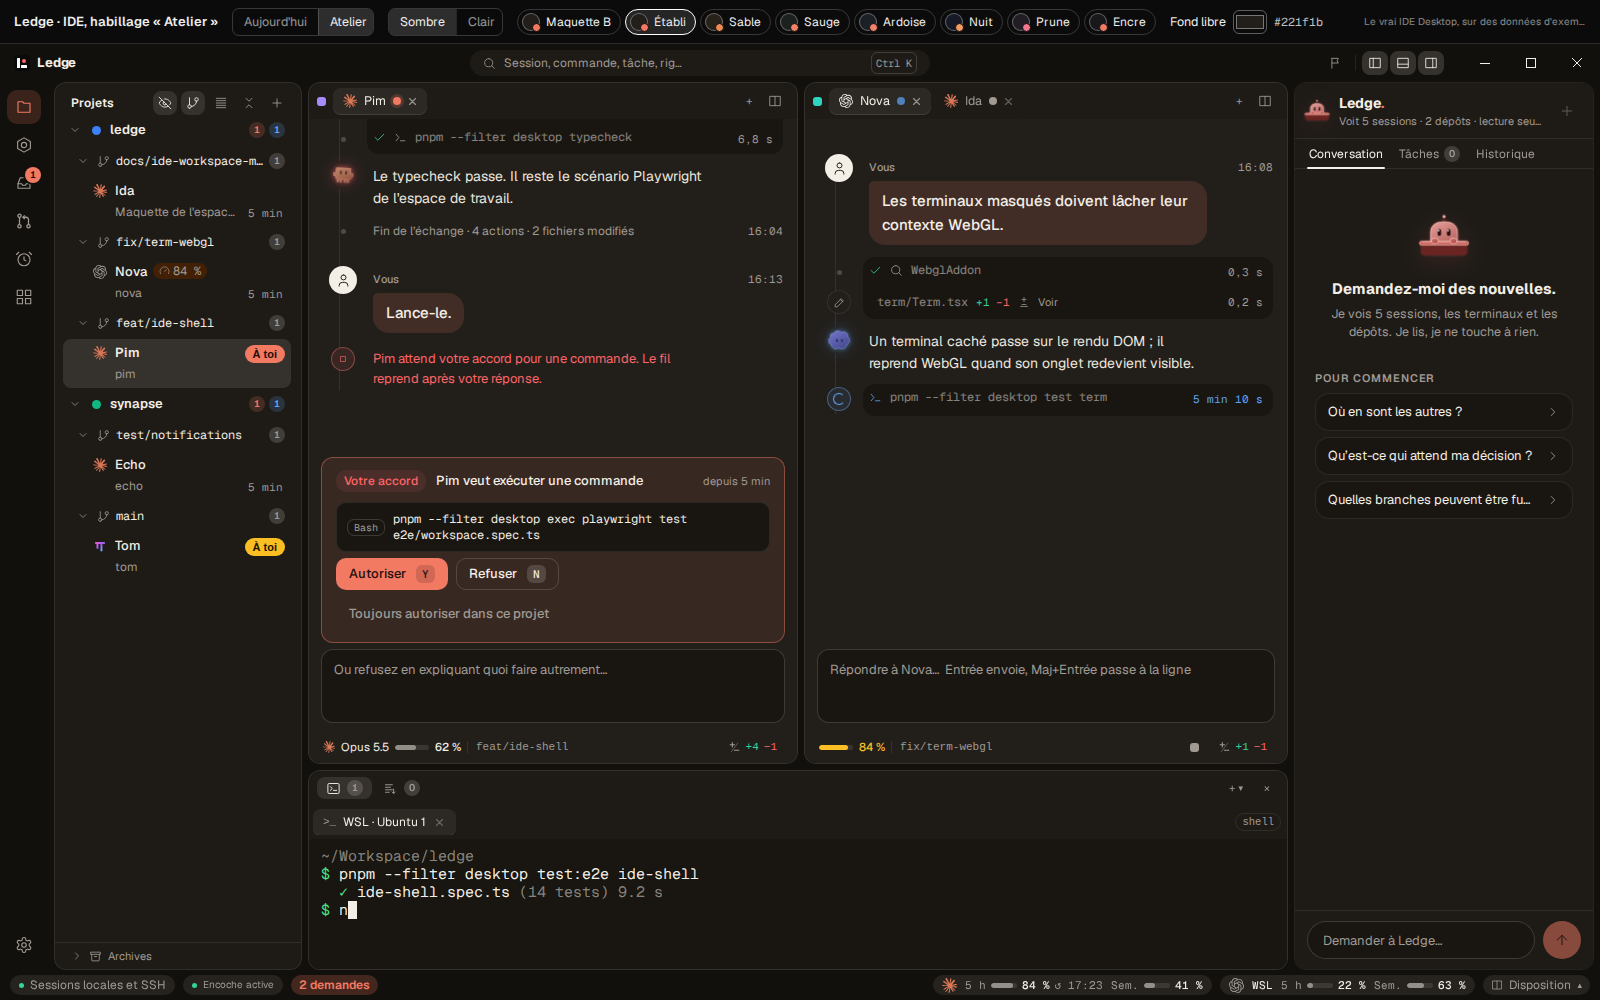 Ledge · IDE, habillage « Atelier »
Aujourd'hui
Atelier
Sombre
Clair
Maquette B
Établi
Sable
Sauge
Ardoise
Nuit
Prune
Encre
Fond libre
#221f1b
Le vrai IDE Desktop, sur des données d'exem…
Ledge
Session, commande, tâche, rig…
Ctrl K
Projets
ledge
1
1
docs/ide-workspace-m…
1
Ida
Maquette de l'espac…
5 min
fix/term-webgl
1
Nova
84 %
nova
5 min
feat/ide-shell
1
Pim
À toi
pim
synapse
1
1
test/notifications
1
Echo
echo
5 min
main
1
Tom
À toi
tom
Archives
1
Pim
pnpm --filter desktop typecheck
6,8 s
Le typecheck passe. Il reste le scénario Playwright
de l'espace de travail.
Fin de l'échange · 4 actions · 2 fichiers modifiés
16:04
Vous
16:13
Lance-le.
Pim attend votre accord pour une commande. Le fil
reprend après votre réponse.
Votre accord
Pim veut exécuter une commande
depuis 5 min
Bash
pnpm --filter desktop exec playwright test
e2e/workspace.spec.ts
Autoriser
Y
Refuser
N
Toujours autoriser dans ce projet
Ou refusez en expliquant quoi faire autrement…
Opus 5.5
62 %
feat/ide-shell
+4 −1
Nova
Ida
Vous
16:08
Les terminaux masqués doivent lâcher leur
contexte WebGL.
WebglAddon
0,3 s
term/Term.tsx +1 −1
Voir
0,2 s
Un terminal caché passe sur le rendu DOM ; il
reprend WebGL quand son onglet redevient visible.
pnpm --filter desktop test term
5 min 10 s
Répondre à Nova… Entrée envoie, Maj+Entrée passe à la ligne
84 %
fix/term-webgl
+1 −1
1
0
>_ WSL · Ubuntu 1
shell
~/Workspace/ledge
$ pnpm --filter desktop test:e2e ide-shell
✓ ide-shell.spec.ts (14 tests) 9.2 s
$ n
Ledge.
Voit 5 sessions · 2 dépôts · lecture seu…
Conversation
Tâches
0
Historique
Demandez-moi des nouvelles.
Je vois 5 sessions, les terminaux et les
dépôts. Je lis, je ne touche à rien.
POUR COMMENCER
Où en sont les autres ?
Qu'est-ce qui attend ma décision ?
Quelles branches peuvent être fu…
Demander à Ledge…
Sessions locales et SSH
Encoche active
2 demandes
5 h
84 %
↺ 17:23
Sem.
41 %
WSL
5 h
22 %
Sem.
63 %
Disposition